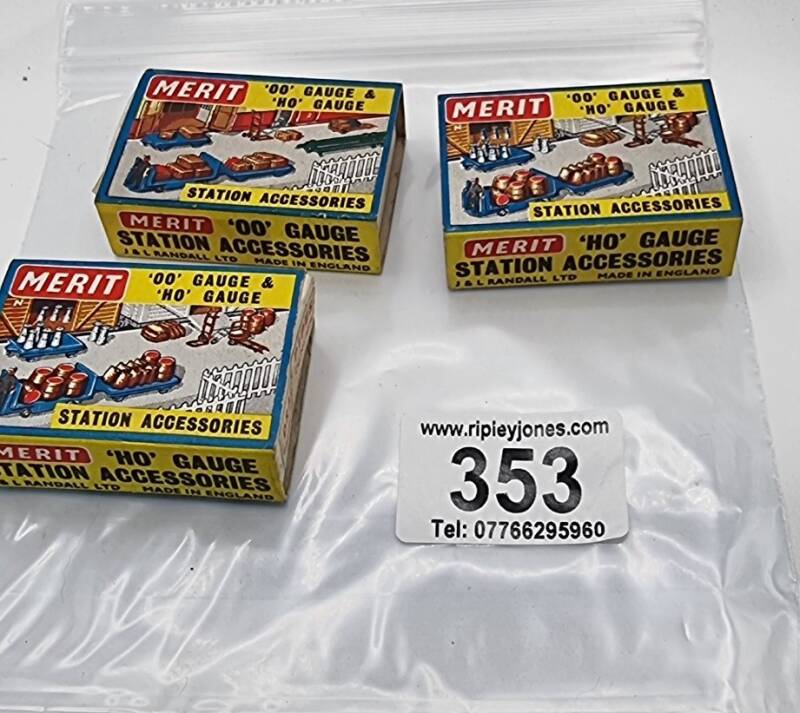 MERIT
'OO' GAUGE &
'HO' GAUGE
STATION ACCESSORIES
MERIT 'OO' GAUGE
STATION ACCESSORIES
J & L RANDALL LTD MADE IN ENGLAND
MERIT
'OO' GAUGE &
'HO' GAUGE
N
STATION ACCESSORIES
MERIT 'HO' GAUGE
STATION ACCESSORIES
J & L RANDALL LTD MADE IN ENGLAND
MERIT
'OO' GAUGE &
'HO' GAUGE
N
STATION ACCESSORIES
MERIT 'HO' GAUGE
STATION ACCESSORIES
& L RANDALL LTD MADE IN ENGLAND
www.ripleyjones.com
353
Tel: 07766295960